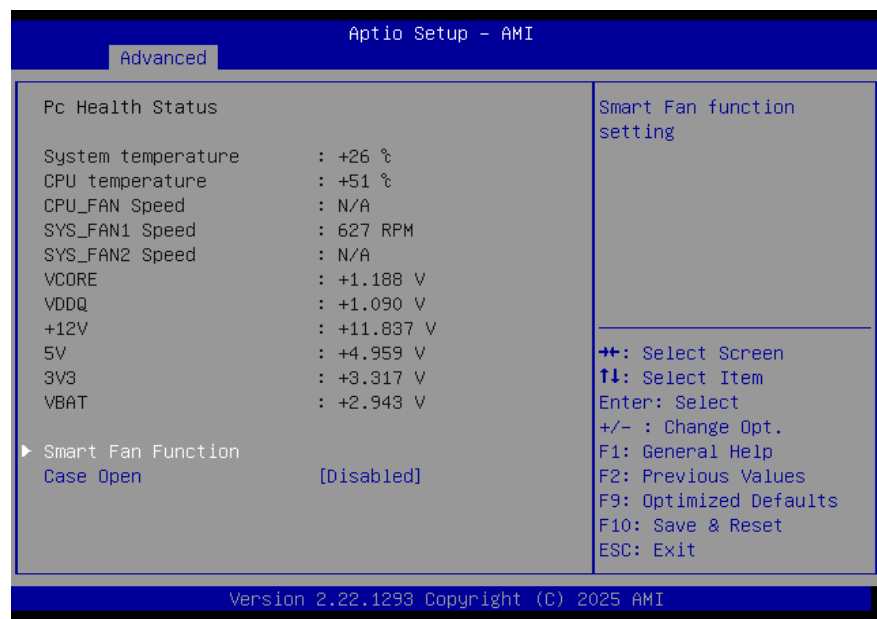 Aptio Setup – AMI
Advanced
Pc Health Status
System temperature : +26 ℃
CPU temperature : +51 ℃
CPU_FAN Speed : N/A
SYS_FAN1 Speed : 627 RPM
SYS_FAN2 Speed : N/A
VCORE : +1.188 V
VDDQ : +1.090 V
+12V : +11.837 V
5V : +4.959 V
3V3 : +3.317 V
VBAT : +2.943 V
▶ Smart Fan Function
Case Open [Disabled]
Smart Fan function
setting
→←: Select Screen
↑↓: Select Item
Enter: Select
+/– : Change Opt.
F1: General Help
F2: Previous Values
F9: Optimized Defaults
F10: Save & Reset
ESC: Exit
Version 2.22.1293 Copyright (C) 2025 AMI